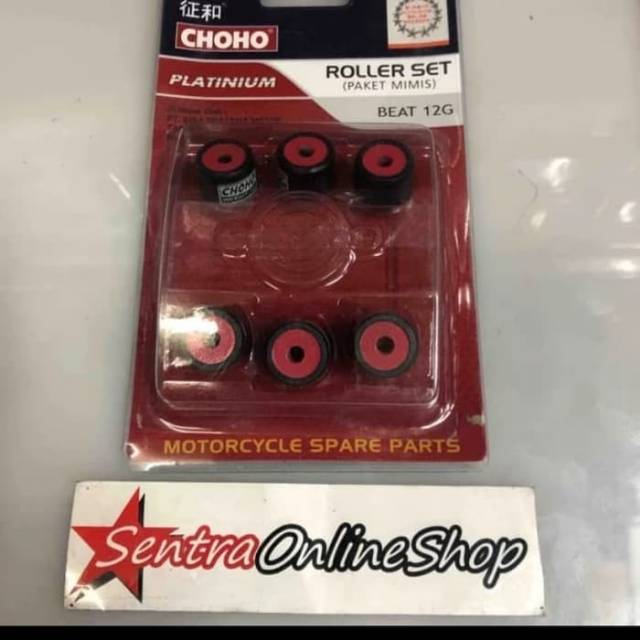 征和
CHOHO
PLATINIUM
ROLLER SET
(PAKET MIMIS)
BEAT 12G
CHOHO
MOTORCYCLE SPARE PARTS
SentraOnlineShop